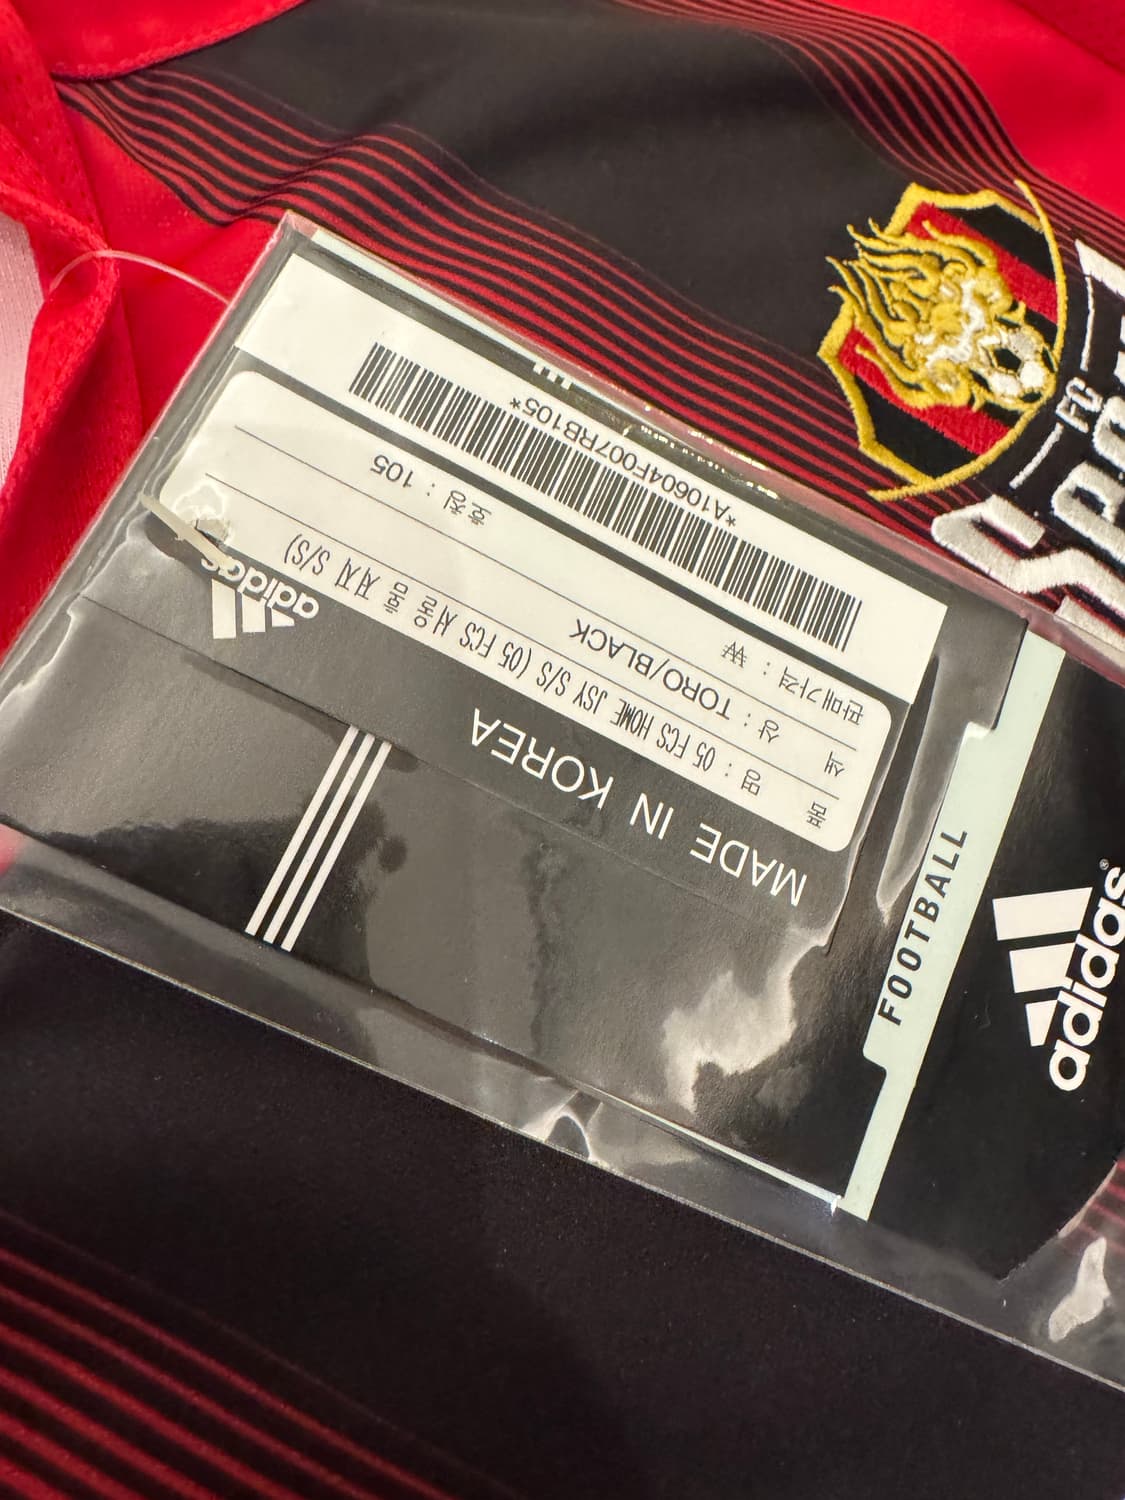 MADE IN KOREA
품 명 : 05 FCS HOME JSY S/S (05 FCS 서동 홈 저지 S/S)
색 상 : TORO/BLACK
판매가격 : ₩
호칭 : 105
*A10604F007RB105*
adidas
FOOTBALL
adidas
FC